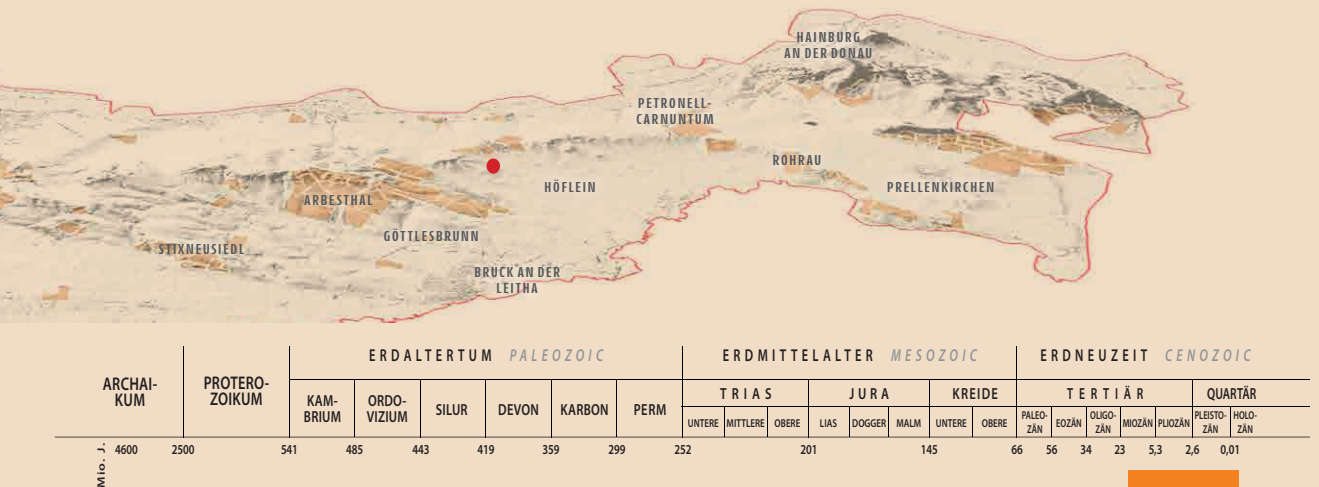 HAINBURG
AN DER DONAU
PETRONELL-
CARNUNTUM
ROHRAU
HÖFLEIN
PRELLENKIRCHEN
ARBESTHAL
GÖTTLESBRUNN
STIXNEUSIEDL
BRUCK AN DER
LEITHA
ERDALTERTUM PALEOZOIC
ERDMITTELALTER MESOZOIC
ERDNEUZEIT CENOZOIC
ARCHAI-
KUM
PROTERO-
ZOIKUM
KAM-
BRIUM
ORDO-
VIZIUM
SILUR
DEVON
KARBON
PERM
TRIAS
JURA
KREIDE
TERTIÄR
QUARTÄR
UNTERE
MITTLERE
OBERE
LIAS
DOGGER
MALM
UNTERE
OBERE
PALEO-
ZÄN
EOZÄN
OLIGO-
ZÄN
MIOZÄN
PLIOZÄN
PLEISTO-
ZÄN
HOLO-
ZÄN
Mio. J.
4600 2500 541 485 443 419 359 299 252 201 145 66 56 34 23 5,3 2,6 0,01